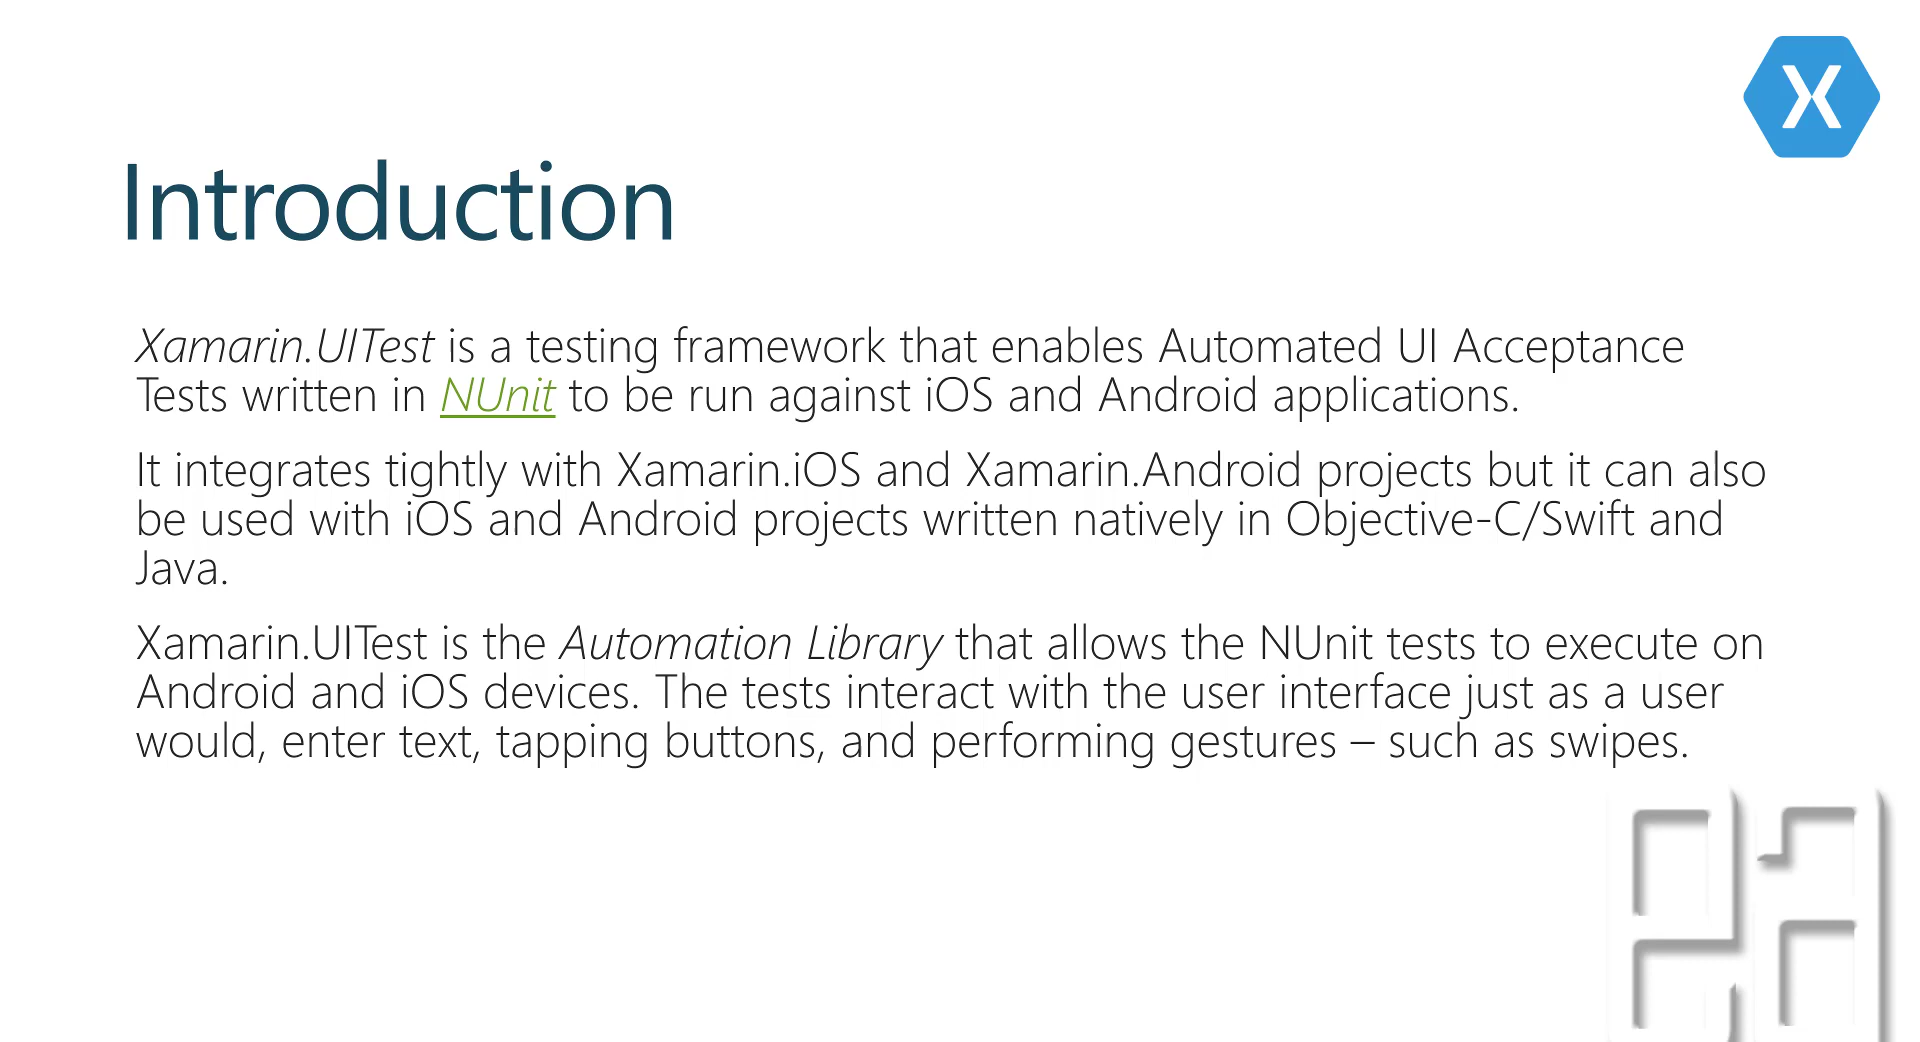 X
Introduction
Xamarin.UITest is a testing framework that enables Automated UI Acceptance
Tests written in NUnit to be run against iOS and Android applications.
It integrates tightly with Xamarin.iOS and Xamarin.Android projects but it can also
be used with iOS and Android projects written natively in Objective-C/Swift and
Java.
Xamarin.UITest is the Automation Library that allows the NUnit tests to execute on
Android and iOS devices. The tests interact with the user interface just as a user
would, enter text, tapping buttons, and performing gestures – such as swipes.